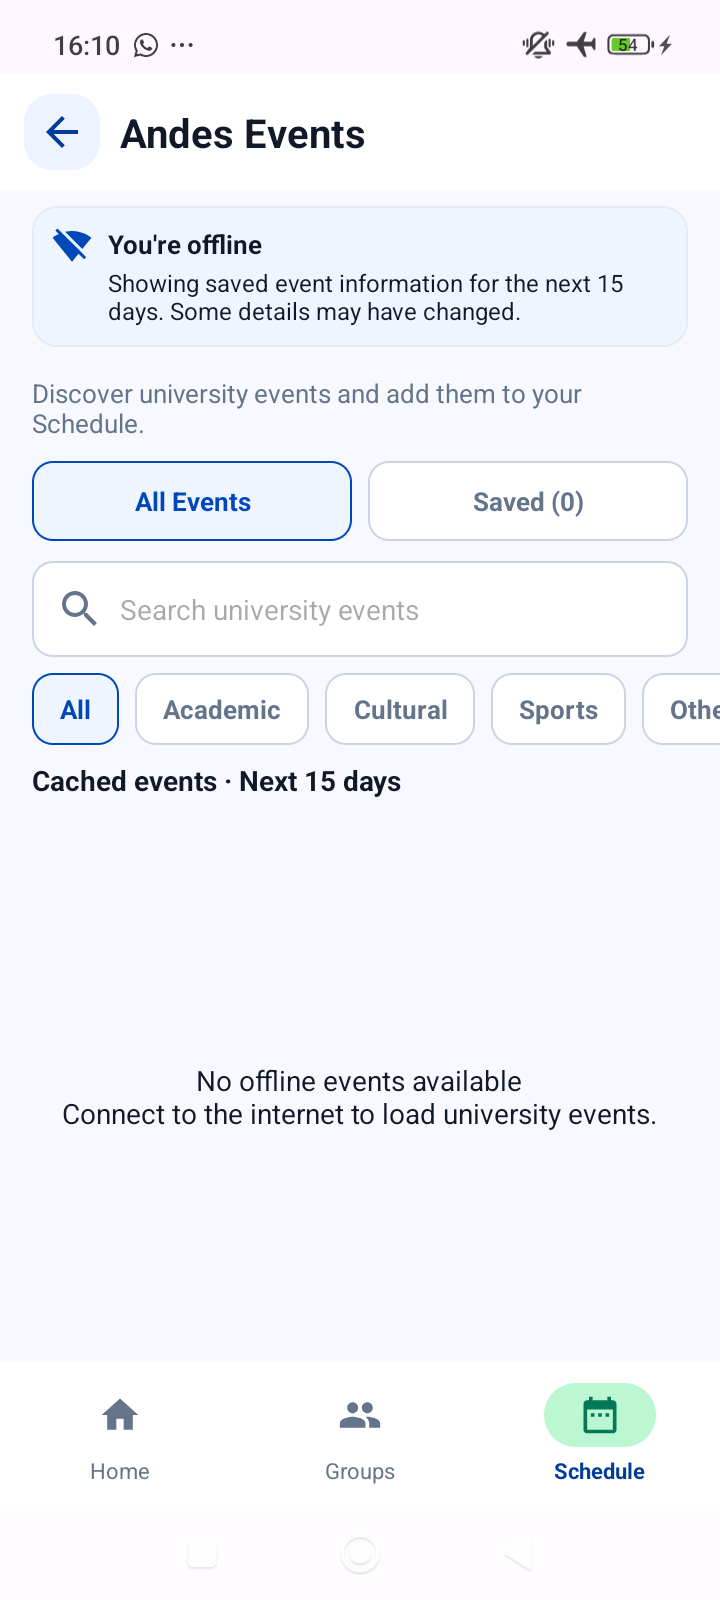 16:10
54
Andes Events
You're offline
Showing saved event information for the next 15
days. Some details may have changed.
Discover university events and add them to your
Schedule.
All Events
Saved (0)
Search university events
All
Academic
Cultural
Sports
Othe
Cached events · Next 15 days
No offline events available
Connect to the internet to load university events.
Home
Groups
Schedule